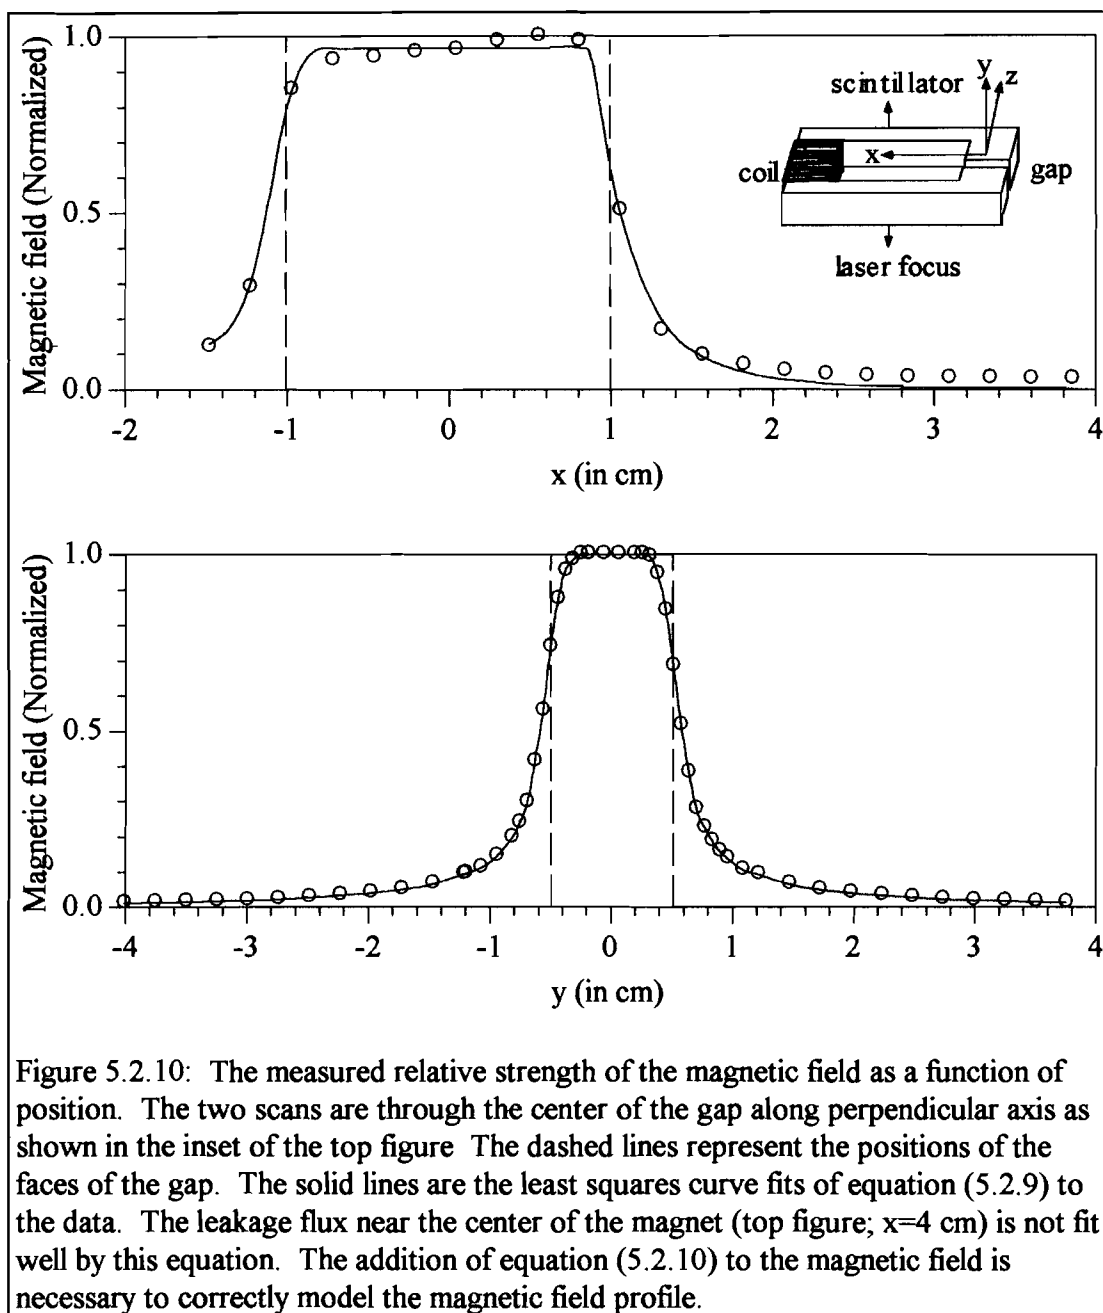 Magnetic field (Normalized)
1.0
0.5
0.0
-2 -1 0 1 2 3 4
x (in cm)
scintillator
y
z
x
coil
gap
laser focus
Magnetic field (Normalized)
1.0
0.5
0.0
-4 -3 -2 -1 0 1 2 3 4
y (in cm)
Figure 5.2.10: The measured relative strength of the magnetic field as a function of
position. The two scans are through the center of the gap along perpendicular axis as
shown in the inset of the top figure The dashed lines represent the positions of the
faces of the gap. The solid lines are the least squares curve fits of equation (5.2.9) to
the data. The leakage flux near the center of the magnet (top figure; x=4 cm) is not fit
well by this equation. The addition of equation (5.2.10) to the magnetic field is
necessary to correctly model the magnetic field profile.